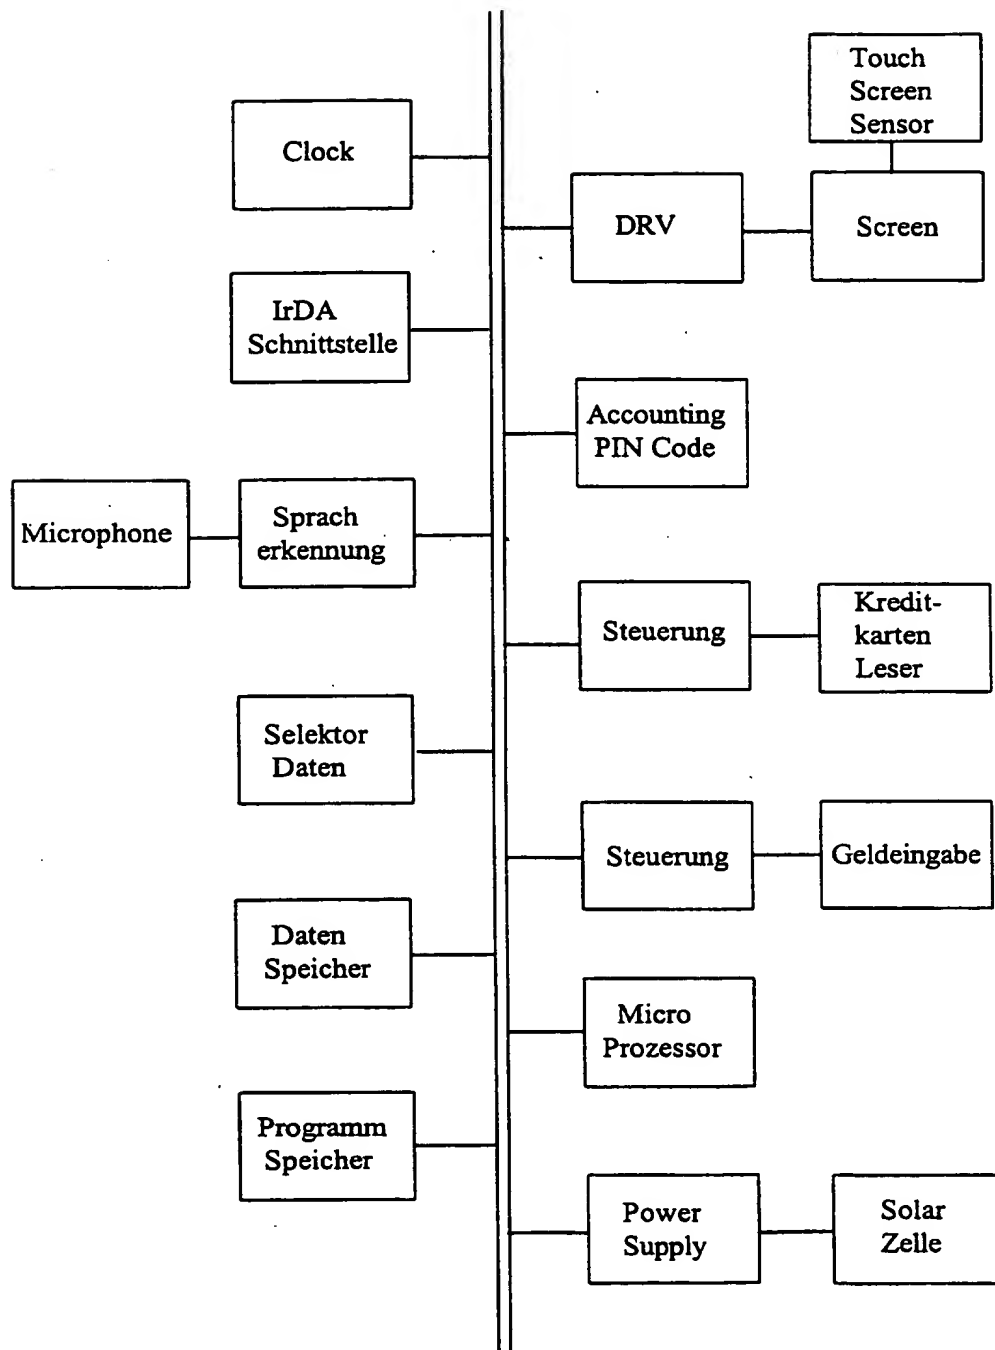 Touch
Screen
Sensor
Clock
DRV
Screen
IrDA
Schnittstelle
Accounting
PIN Code
Microphone
Sprach
erkennung
Steuerung
Kredit-
karten
Leser
Selektor
Daten
Steuerung
Geldeingabe
Daten
Speicher
Micro
Prozessor
Programm
Speicher
Power
Supply
Solar
Zelle